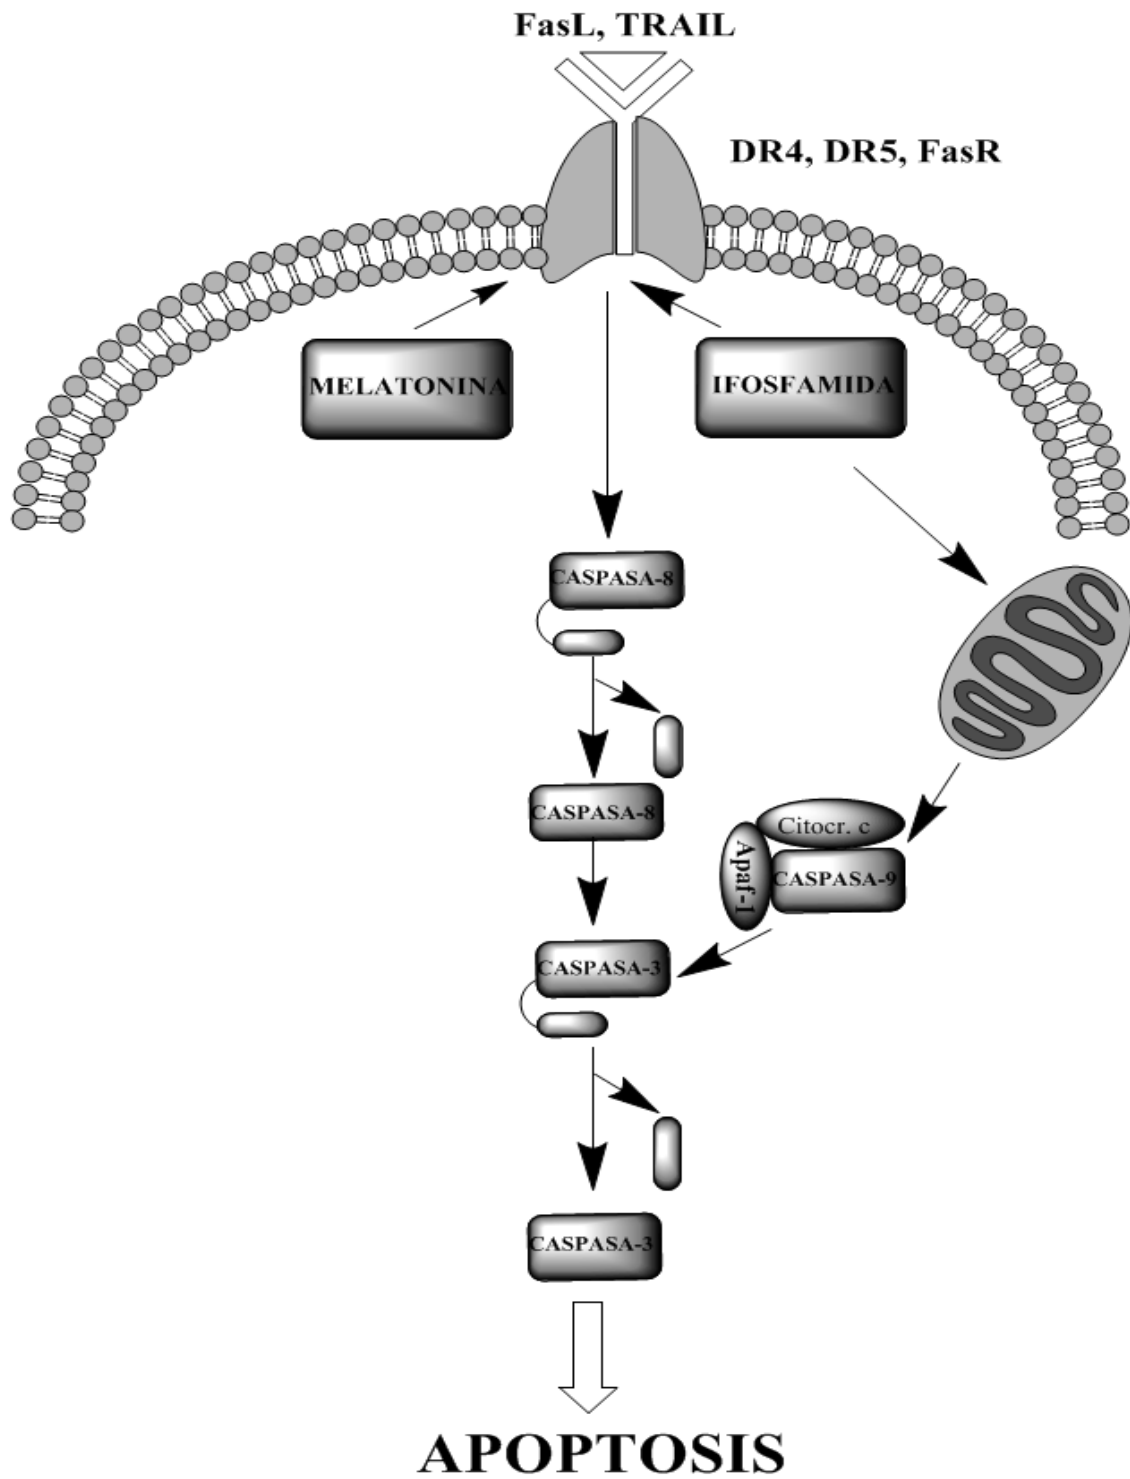 FasL, TRAIL
DR4, DR5, FasR
MELATONINA
IFOSFAMIDA
CASPASA-8
CASPASA-8
Citocr. c
Apaf-1
CASPASA-9
CASPASA-3
CASPASA-3
APOPTOSIS